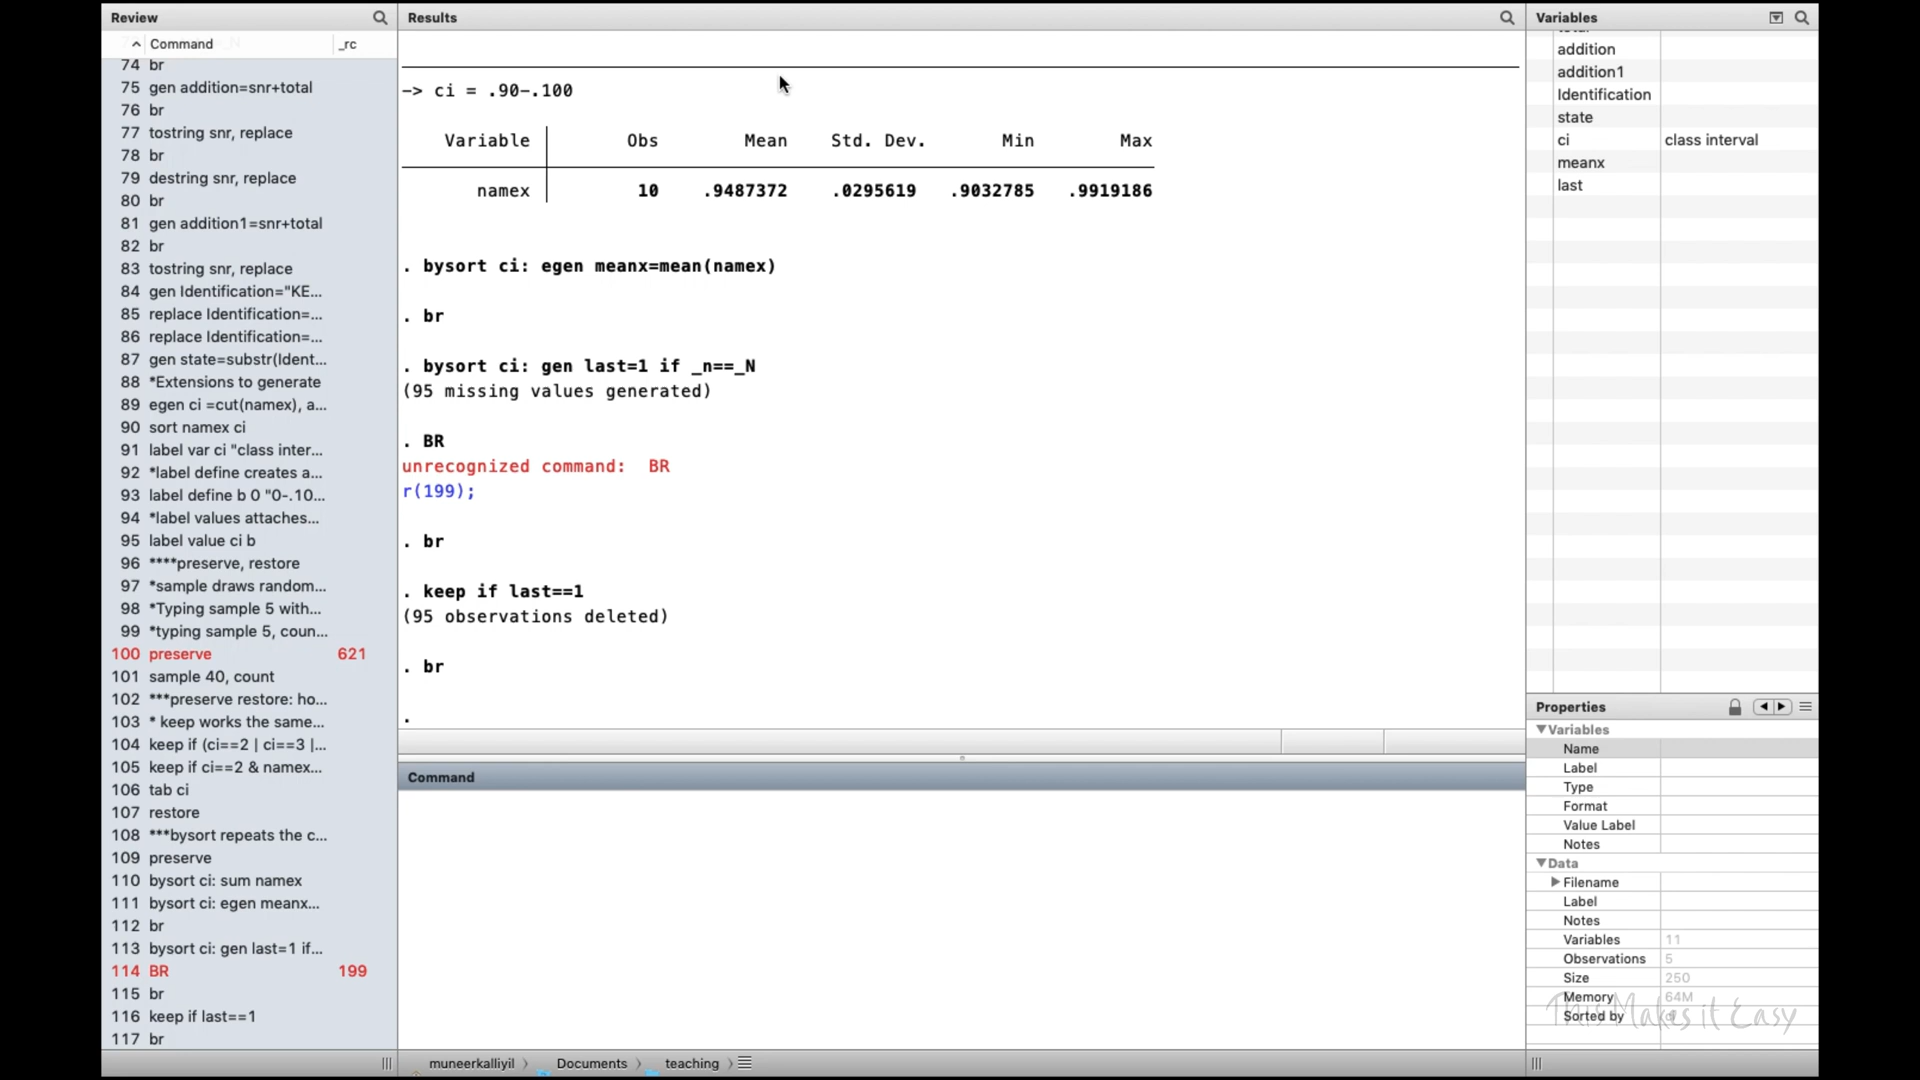 Review
Command
_rc
74 br
75 gen addition=snr+total
76 br
77 tostring snr, replace
78 br
79 destring snr, replace
80 br
81 gen addition1=snr+total
82 br
83 tostring snr, replace
84 gen Identification="KE...
85 replace Identification=...
86 replace Identification=...
87 gen state=substr(Ident...
88 *Extensions to generate
89 egen ci =cut(namex), a...
90 sort namex ci
91 label var ci "class inter...
92 *label define creates a...
93 label define b 0 "0-.10...
94 *label values attaches...
95 label value ci b
96 ****preserve, restore
97 *sample draws random...
98 *Typing sample 5 with...
99 *typing sample 5, coun...
100 preserve 621
101 sample 40, count
102 ***preserve restore: ho...
103 * keep works the same...
104 keep if (ci==2 | ci==3 |...
105 keep if ci==2 & namex...
106 tab ci
107 restore
108 ***bysort repeats the c...
109 preserve
110 bysort ci: sum namex
111 bysort ci: egen meanx...
112 br
113 bysort ci: gen last=1 if...
114 BR 199
115 br
116 keep if last==1
117 br
Results
-> ci = .90-.100
Variable Obs Mean Std. Dev. Min Max
namex 10 .9487372 .0295619 .9032785 .9919186
. bysort ci: egen meanx=mean(namex)
. br
. bysort ci: gen last=1 if _n==_N
(95 missing values generated)
. BR
unrecognized command: BR
r(199);
. br
. keep if last==1
(95 observations deleted)
. br
.
Command
muneerkalliyil
Documents
teaching
Variables
addition
addition1
Identification
state
ci class interval
meanx
last
Properties
Variables
Name
Label
Type
Format
Value Label
Notes
Data
Filename
Label
Notes
Variables 11
Observations 5
Size 250
Memory 64M
Sorted by
This Makes it Easy